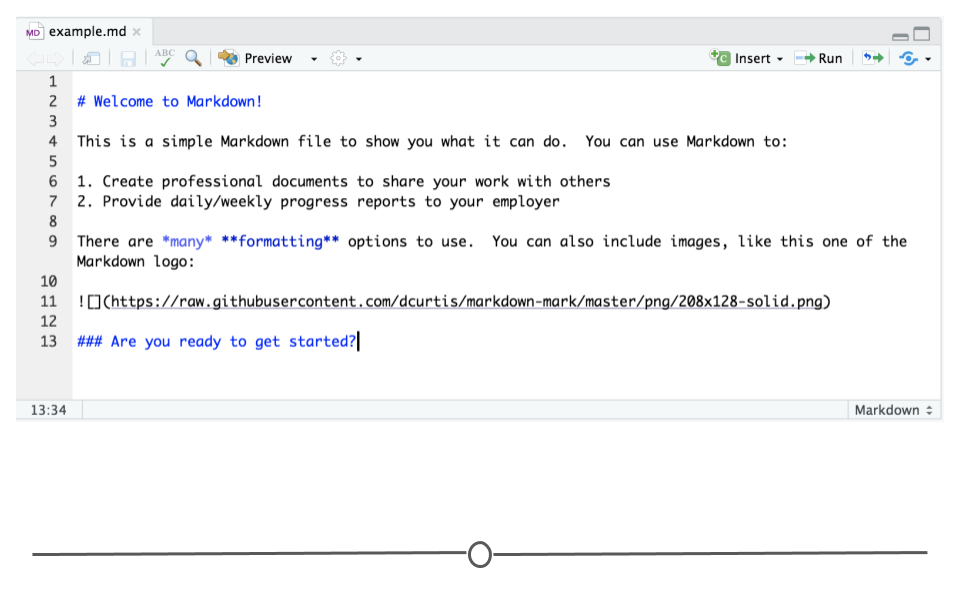 MD example.md ×
ABC Preview Insert Run
1
2 # Welcome to Markdown!
3
4 This is a simple Markdown file to show you what it can do.  You can use Markdown to:
5
6 1. Create professional documents to share your work with others
7 2. Provide daily/weekly progress reports to your employer
8
9 There are *many* **formatting** options to use.  You can also include images, like this one of the
Markdown logo:
10
11 ![](https://raw.githubusercontent.com/dcurtis/markdown-mark/master/png/208x128-solid.png)
12
13 ### Are you ready to get started?
13:34 Markdown